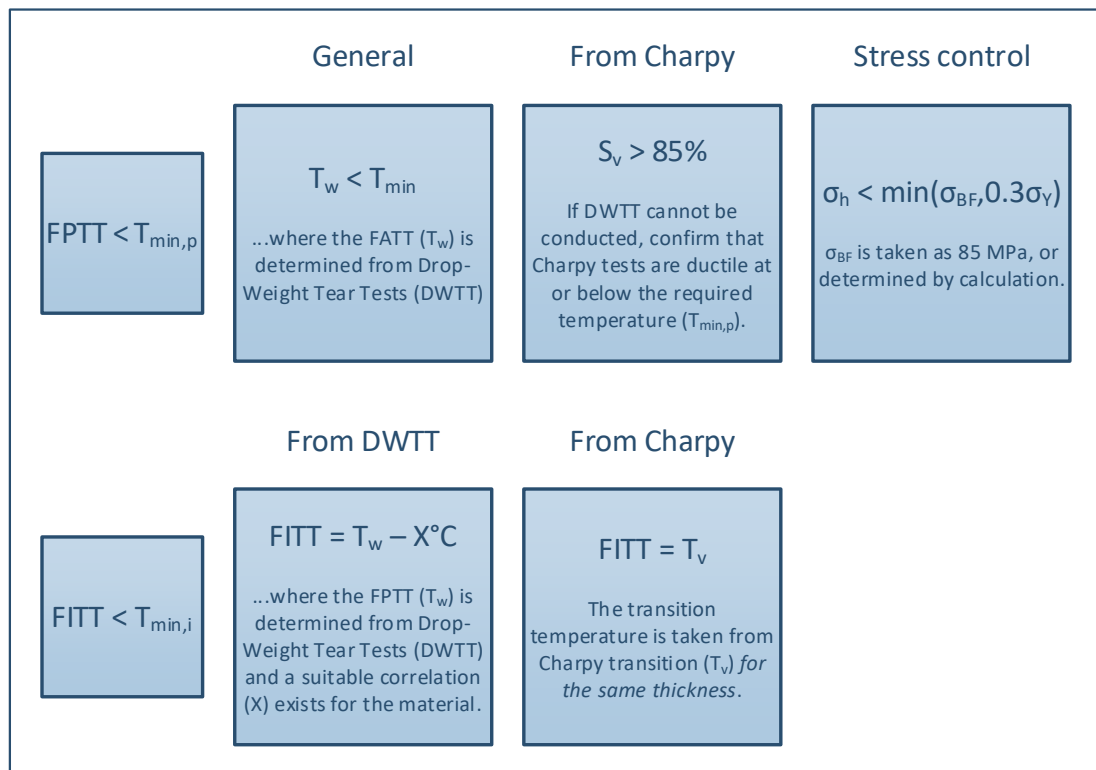 General
From Charpy
Stress control
FPTT < Tmin,p
Tw < Tmin
...where the FATT (Tw) is
determined from Drop-
Weight Tear Tests (DWTT)
Sv > 85%
If DWTT cannot be
conducted, confirm that
Charpy tests are ductile at
or below the required
temperature (Tmin,p).
σh < min(σBF,0.3σY)
σBF is taken as 85 MPa, or
determined by calculation.
From DWTT
From Charpy
FITT < Tmin,i
FITT = Tw – X°C
...where the FPTT (Tw) is
determined from Drop-
Weight Tear Tests (DWTT)
and a suitable correlation
(X) exists for the material.
FITT = Tv
The transition
temperature is taken from
Charpy transition (Tv) for
the same thickness.